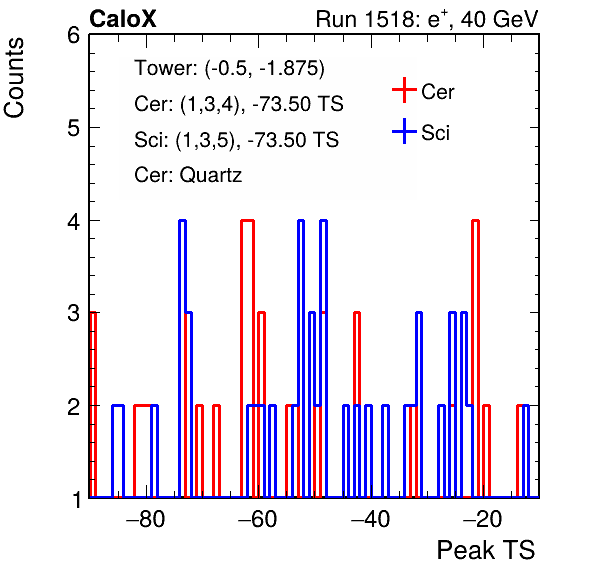 CaloX Run 1518: e⁺, 40 GeV
Counts
6
5
4
3
2
1
Tower: (-0.5, -1.875)
Cer: (1,3,4), -73.50 TS
Sci: (1,3,5), -73.50 TS
Cer: Quartz
Cer
Sci
−80 −60 −40 −20
Peak TS